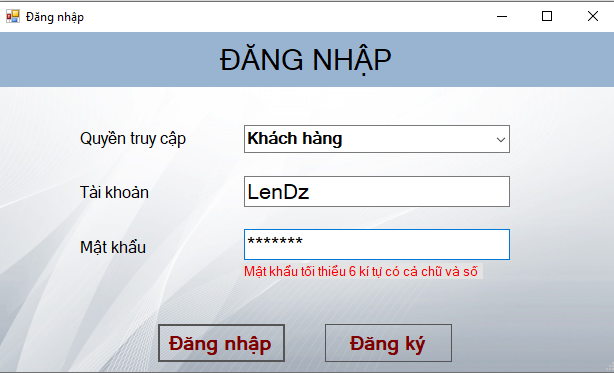 Đăng nhập
ĐĂNG NHẬP
Quyền truy cập
Khách hàng
Tài khoản
LenDz
Mật khẩu
*******
Mật khẩu tối thiểu 6 kí tự có cả chữ và số
Đăng nhập
Đăng ký